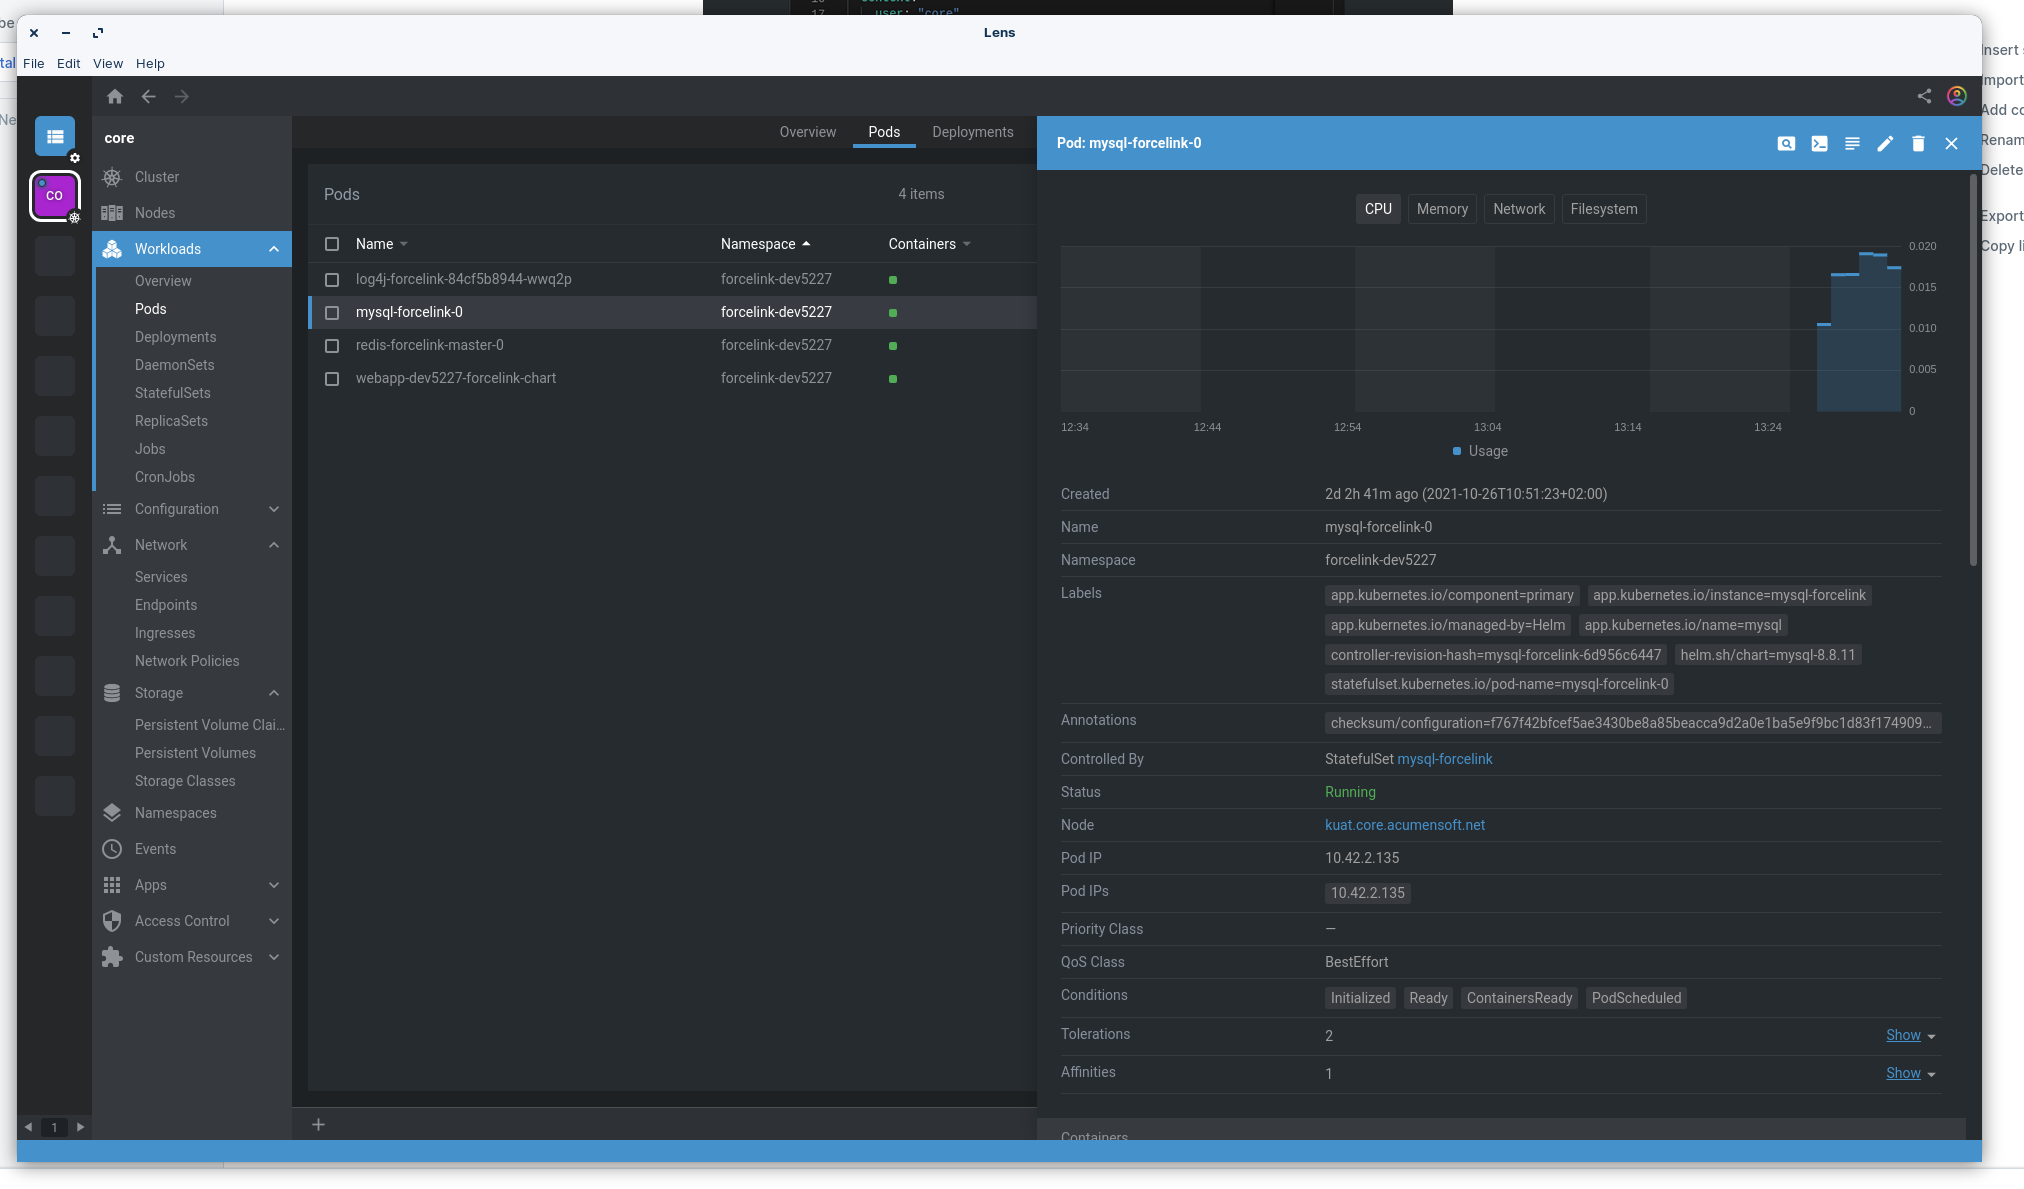 17
user: "core"
Lens
File Edit View Help
core
Cluster
Nodes
Workloads
Overview
Pods
Deployments
DaemonSets
StatefulSets
ReplicaSets
Jobs
CronJobs
Configuration
Network
Services
Endpoints
Ingresses
Network Policies
Storage
Persistent Volume Clai...
Persistent Volumes
Storage Classes
Namespaces
Events
Apps
Access Control
Custom Resources
CO
1
Overview Pods Deployments
Pods 4 items
Name Namespace Containers
log4j-forcelink-84cf5b8944-wwq2p forcelink-dev5227
mysql-forcelink-0 forcelink-dev5227
redis-forcelink-master-0 forcelink-dev5227
webapp-dev5227-forcelink-chart forcelink-dev5227
+
Pod: mysql-forcelink-0
CPU Memory Network Filesystem
0.020
0.015
0.010
0.005
0
12:34 12:44 12:54 13:04 13:14 13:24
Usage
Created 2d 2h 41m ago (2021-10-26T10:51:23+02:00)
Name mysql-forcelink-0
Namespace forcelink-dev5227
Labels app.kubernetes.io/component=primary app.kubernetes.io/instance=mysql-forcelink
app.kubernetes.io/managed-by=Helm app.kubernetes.io/name=mysql
controller-revision-hash=mysql-forcelink-6d956c6447 helm.sh/chart=mysql-8.8.11
statefulset.kubernetes.io/pod-name=mysql-forcelink-0
Annotations checksum/configuration=f767f42bfcef5ae3430be8a85beacca9d2a0e1ba5e9f9bc1d83f174909...
Controlled By StatefulSet mysql-forcelink
Status Running
Node kuat.core.acumensoft.net
Pod IP 10.42.2.135
Pod IPs 10.42.2.135
Priority Class —
QoS Class BestEffort
Conditions Initialized Ready ContainersReady PodScheduled
Tolerations 2 Show
Affinities 1 Show
Containers
Insert
Import
Add co
Renam
Delete
Export
Copy li